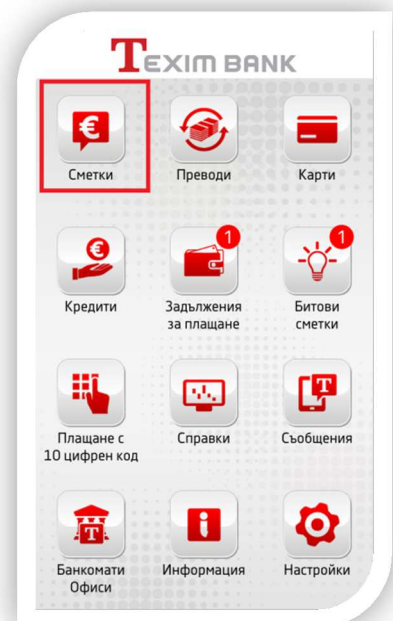 TEXIM BANK
Сметки
Преводи
Карти
1
1
Кредити
Задължения
за плащане
Битови
сметки
T
Плащане с
10 цифрен код
Справки
Съобщения
T
i
Банкомати
Офиси
Информация
Настройки